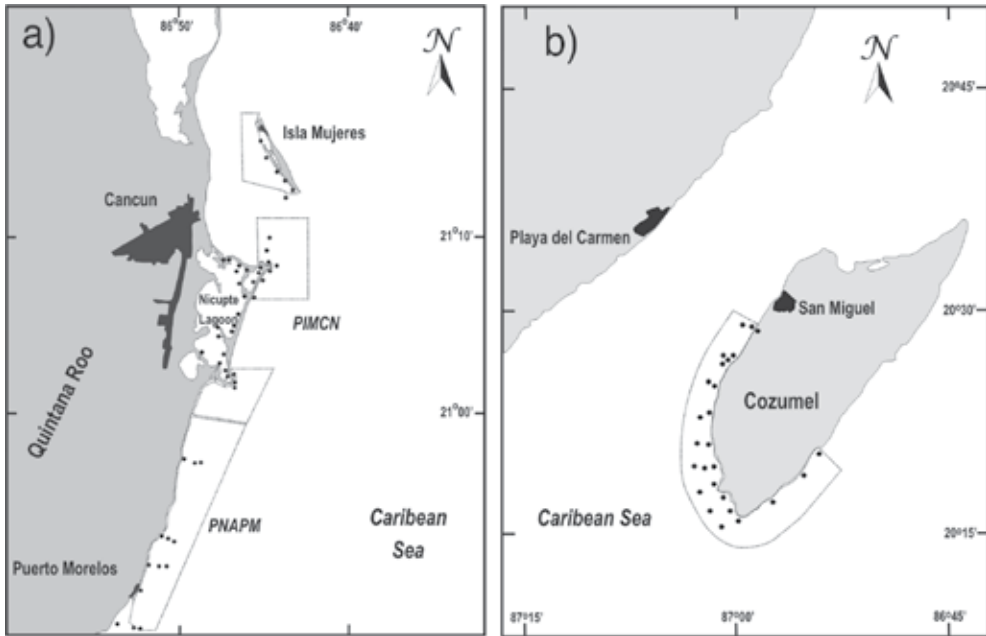 a)
86°50'
86°40'
N
Isla Mujeres
Cancun
21°10'
Nicupte
Lagoon
PIMCN
Quintana Roo
21°00'
PNAPM
Caribean
Sea
Puerto Morelos
b)
N
20°45'
Playa del Carmen
San Miguel
20°30'
Cozumel
Caribean Sea
20°15'
87°15'
87°00'
86°45'